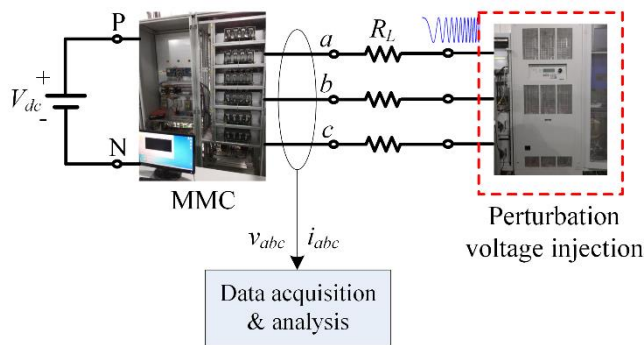 P
a
R_L
+
V_dc
b
-
N
c
MMC
v_abc i_abc
Perturbation
voltage injection
Data acquisition
& analysis